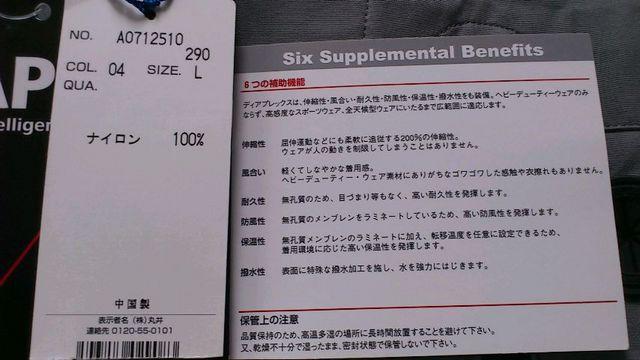 AP
elligen
NO. A0712510
290
COL. 04 SIZE. L
QUA.
ナイロン 100%
中国製
表示者名(株)丸井
連絡先 0120-55-0101
Six Supplemental Benefits
6つの補助機能
ディアプレックスは、伸縮性・風合い・耐久性・防風性・保温性・撥水性をも装備。ヘビーデューティーウェアのみ
ならず、高感度なスポーツウェア、全天候型ウェアにいたるまで広範囲に適応します。
伸縮性 屈伸運動などにも柔軟に追従する200%の伸縮性。
ウェアが人の動きを制限してしまうことはありません。
風合い 軽くてしなやかな着用感。
ヘビーデューティー・ウェア素材にありがちなゴワゴワした感触や衣擦れもありません。
耐久性 無孔質のため、目づまり等もなく、高い耐久性を発揮します。
防風性 無孔質のメンブレンをラミネートしているため、高い防風性を発揮します。
保温性 無孔質メンブレンのラミネートに加え、転移温度を任意に設定できるため、
着用環境に応じた高い保温性を発揮します。
撥水性 表面に特殊な撥水加工を施し、水を強力にはじきます。
保管上の注意
品質保持のため、高温多湿の場所に長時間放置することを避けて下さい。
又、乾燥不十分で湿ったまま、密封状態で保管しないで下さい。